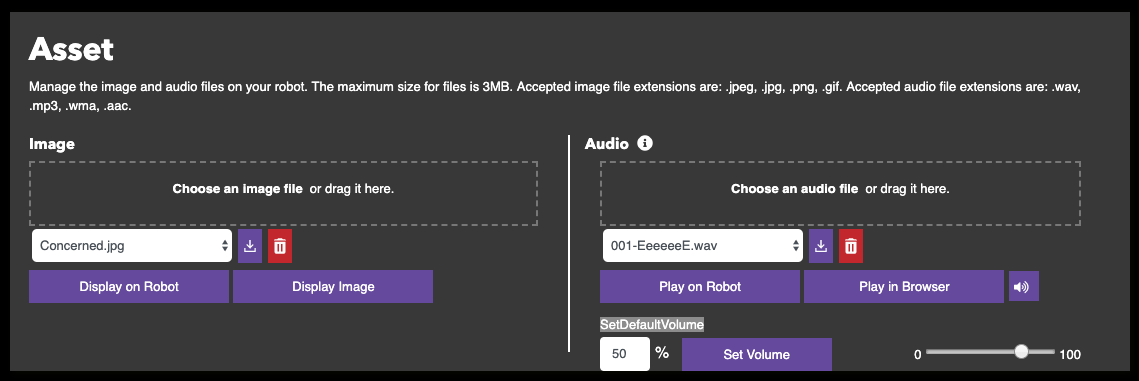 Asset
Manage the image and audio files on your robot. The maximum size for files is 3MB. Accepted image file extensions are: .jpeg, .jpg, .png, .gif. Accepted audio file extensions are: .wav,
.mp3, .wma, .aac.
Image
Choose an image file or drag it here.
Concerned.jpg
Display on Robot
Display Image
Audio
Choose an audio file or drag it here.
001-EeeeeeE.wav
Play on Robot
Play in Browser
SetDefaultVolume
50 %
Set Volume
0
100